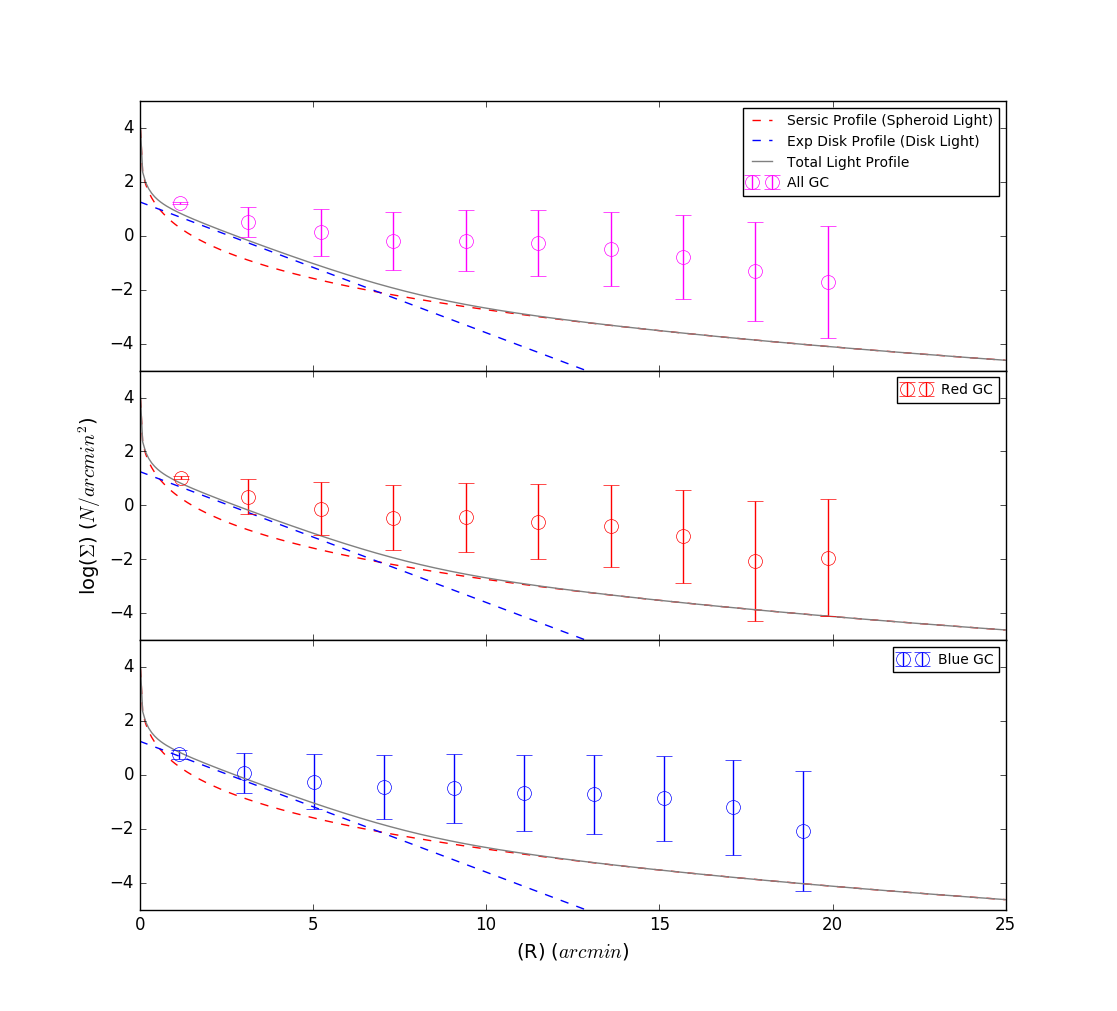 4
2
0
−2
−4
Sersic Profile (Spheroid Light)
Exp Disk Profile (Disk Light)
Total Light Profile
All GC
4
2
0
−2
−4
Red GC
log(Σ) (N/arcmin²)
4
2
0
−2
−4
Blue GC
0 5 10 15 20 25
(R) (arcmin)